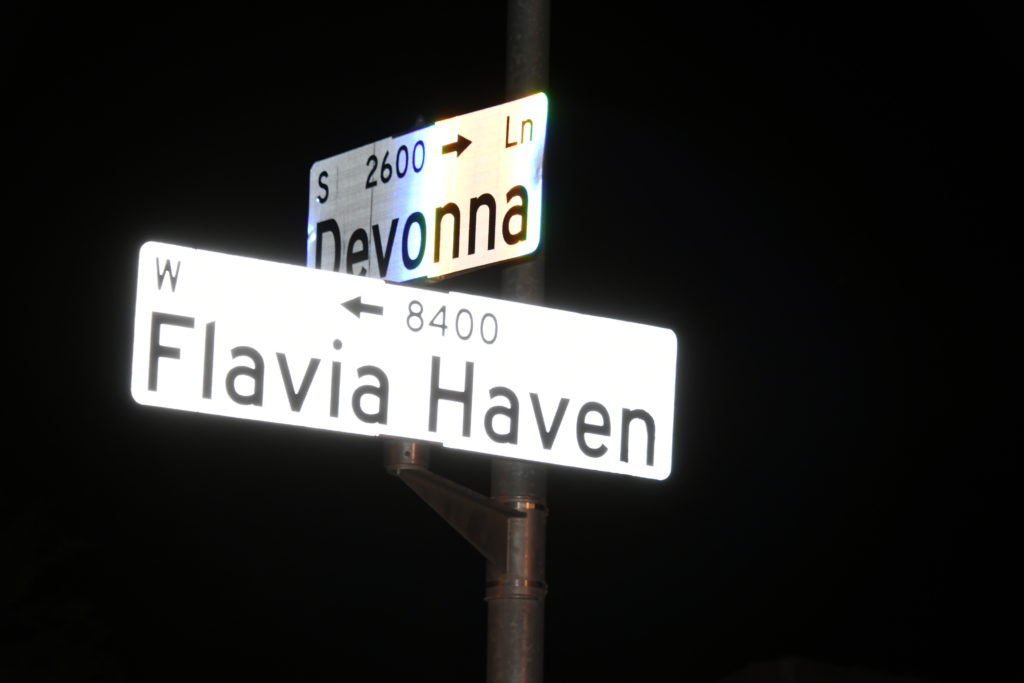 S 2600 → Ln
Devonna
W ← 8400
Flavia Haven